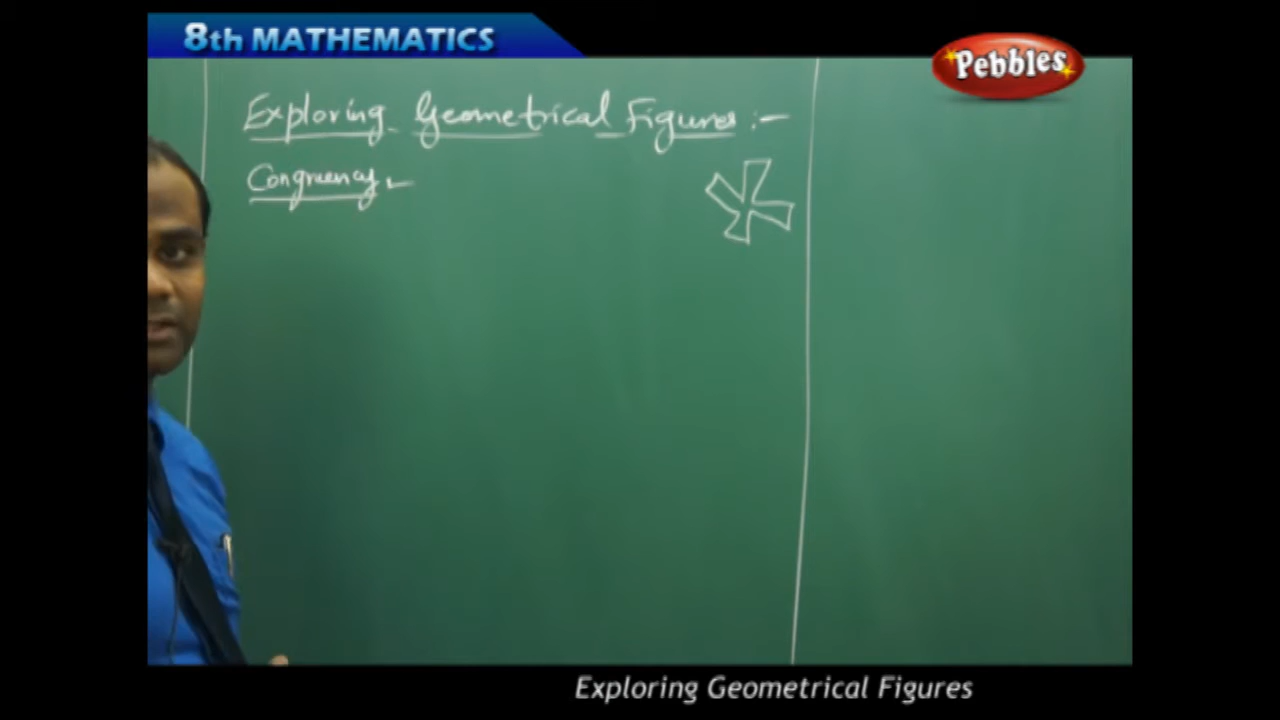 8th MATHEMATICS
Pebbles
Exploring Geometrical Figures :-
Congruency -
Exploring Geometrical Figures